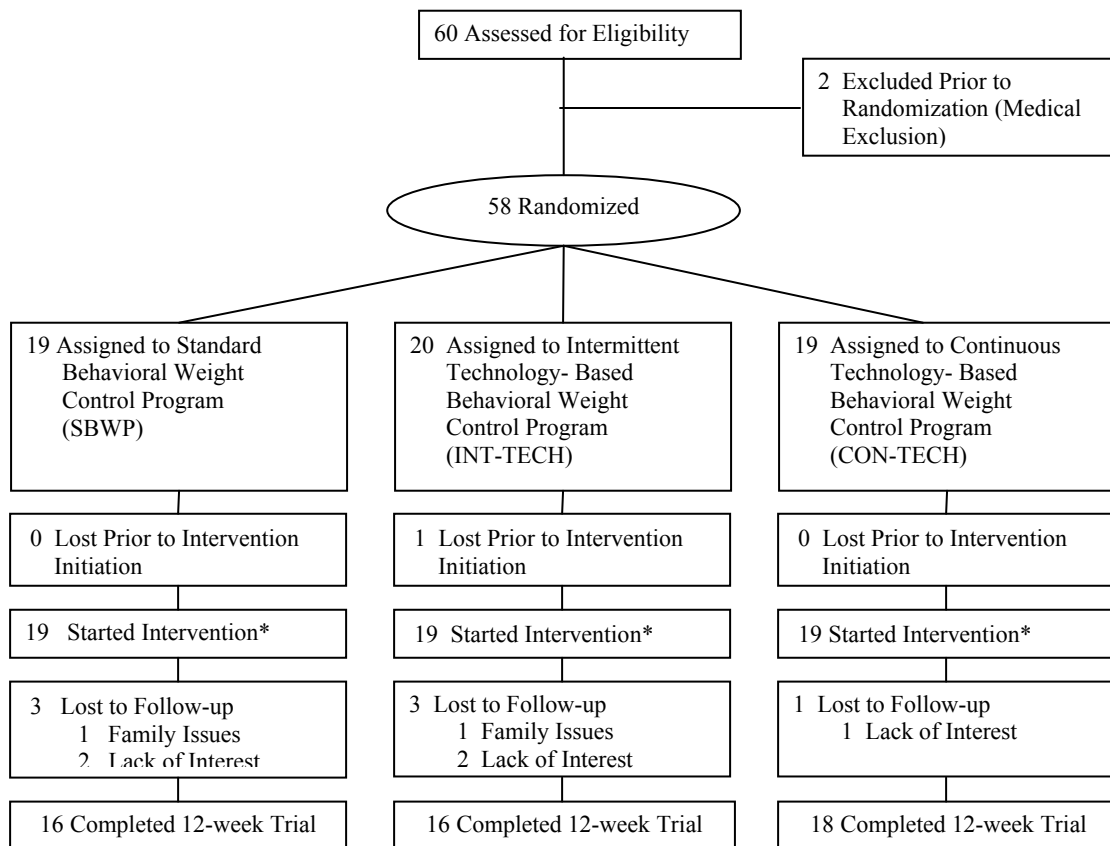 60 Assessed for Eligibility
2 Excluded Prior to
Randomization (Medical
Exclusion)
58 Randomized
19 Assigned to Standard
Behavioral Weight
Control Program
(SBWP)
20 Assigned to Intermittent
Technology- Based
Behavioral Weight
Control Program
(INT-TECH)
19 Assigned to Continuous
Technology- Based
Behavioral Weight
Control Program
(CON-TECH)
0 Lost Prior to Intervention
Initiation
1 Lost Prior to Intervention
Initiation
0 Lost Prior to Intervention
Initiation
19 Started Intervention*
19 Started Intervention*
19 Started Intervention*
3 Lost to Follow-up
1 Family Issues
2 Lack of Interest
3 Lost to Follow-up
1 Family Issues
2 Lack of Interest
1 Lost to Follow-up
1 Lack of Interest
16 Completed 12-week Trial
16 Completed 12-week Trial
18 Completed 12-week Trial